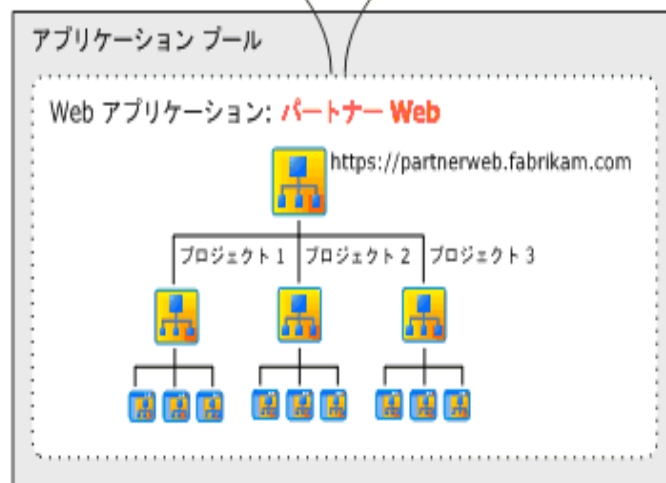 アプリケーション プール
Web アプリケーション: パートナー Web
https://partnerweb.fabrikam.com
プロジェクト 1 プロジェクト 2 プロジェクト 3